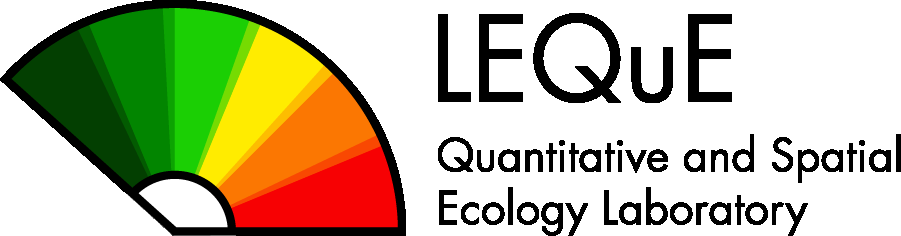 LEQuE
Quantitative and Spatial
Ecology Laboratory